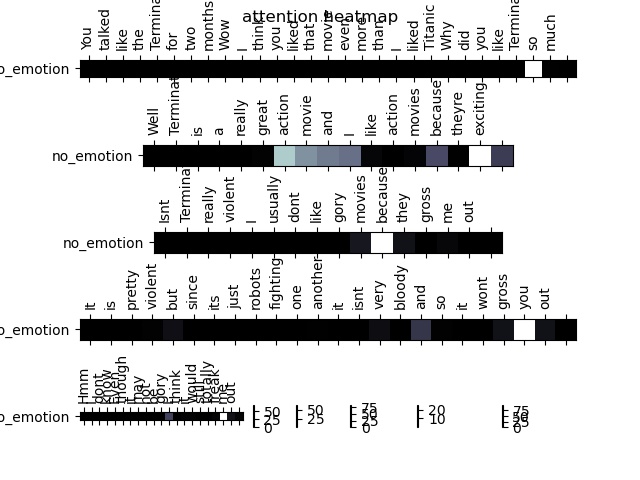 attention heatmap
You talked like the Termina for two months Wow I think you liked that movie even more than I liked Titanic Why did you like Termina so much
no_emotion
Well Terminat is a really great action movie and I like action movies because theyre exciting
no_emotion
Isnt Termina really violent I usually dont like gory movies because they gross me out
no_emotion
It is pretty violent but since its just robots fighting one another it isnt very bloody and so it wont gross you out
o_emotion
Hmm dont know even though it may not be gory think it would still totally freak me out
o_emotion
50 25 0
50 25
75 50 25 0
20 10
75 50 25 0